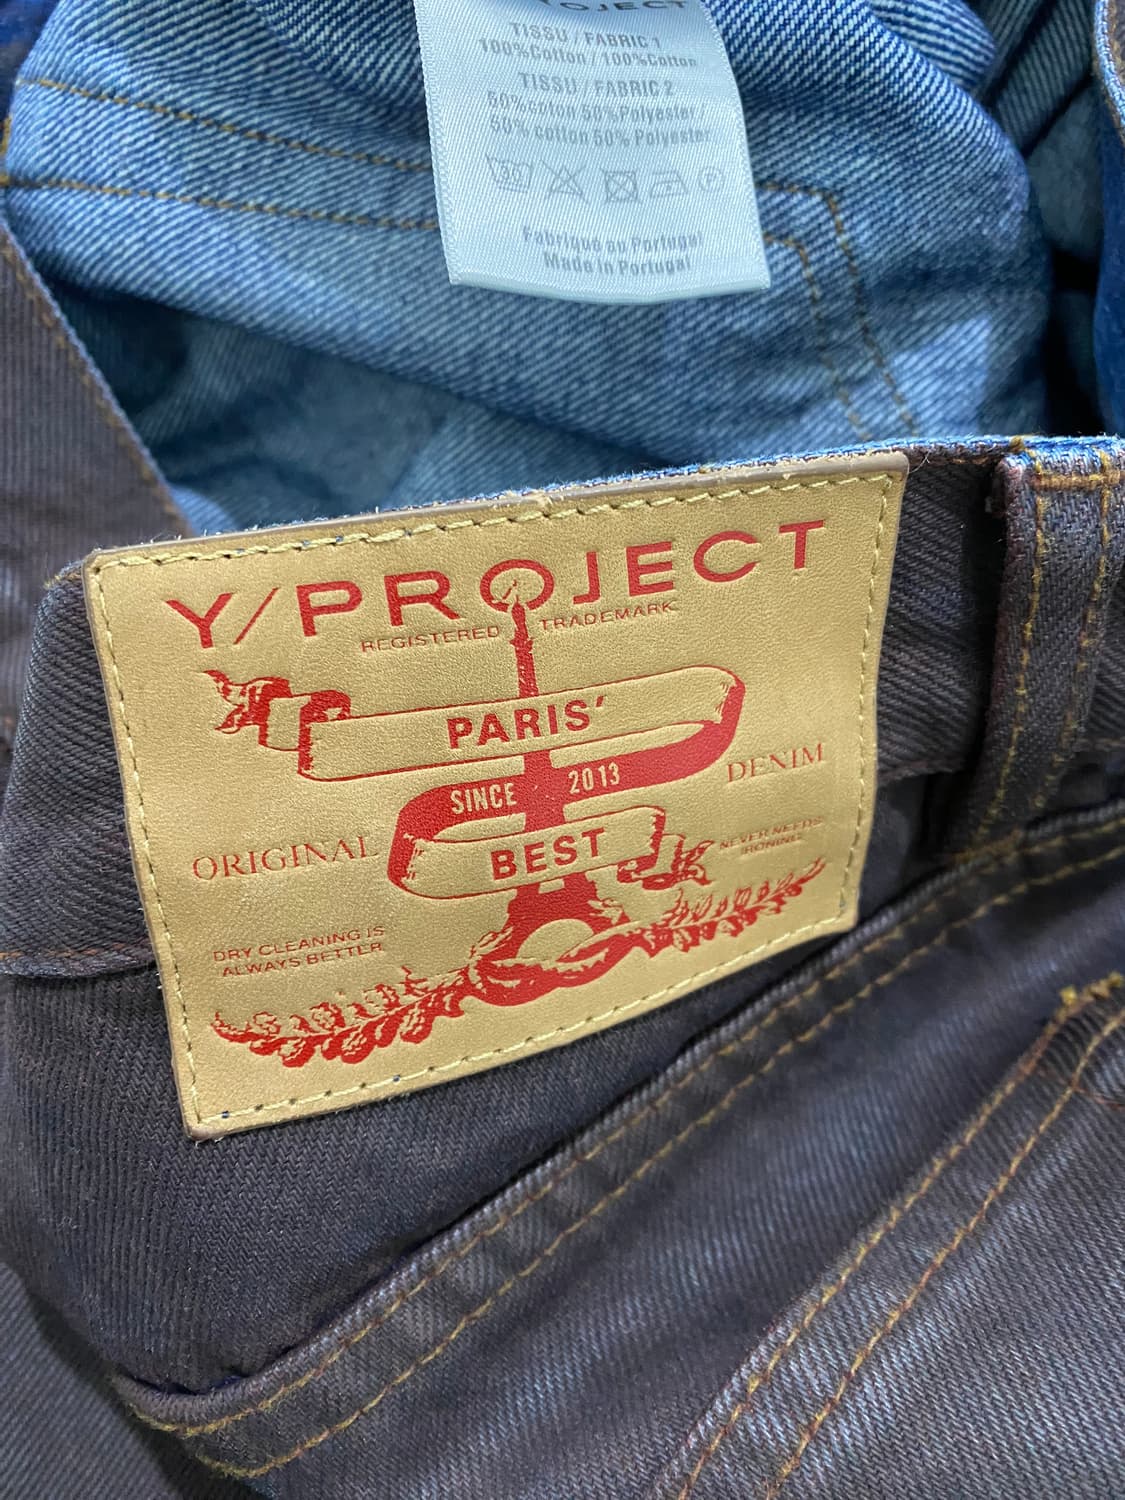 OJECT
TISSU / FABRIC 1
100%Cotton / 100%Cotton
TISSU / FABRIC 2
50%coton 50%Polyester /
50% cotton 50% Polyester
30
P
Fabriqué au Portugal
Made in Portugal
Y/PROJECT
REGISTERED TRADEMARK
PARIS'
SINCE 2013
BEST
ORIGINAL DENIM
NEVER NEEDS
IRONING
DRY CLEANING IS
ALWAYS BETTER